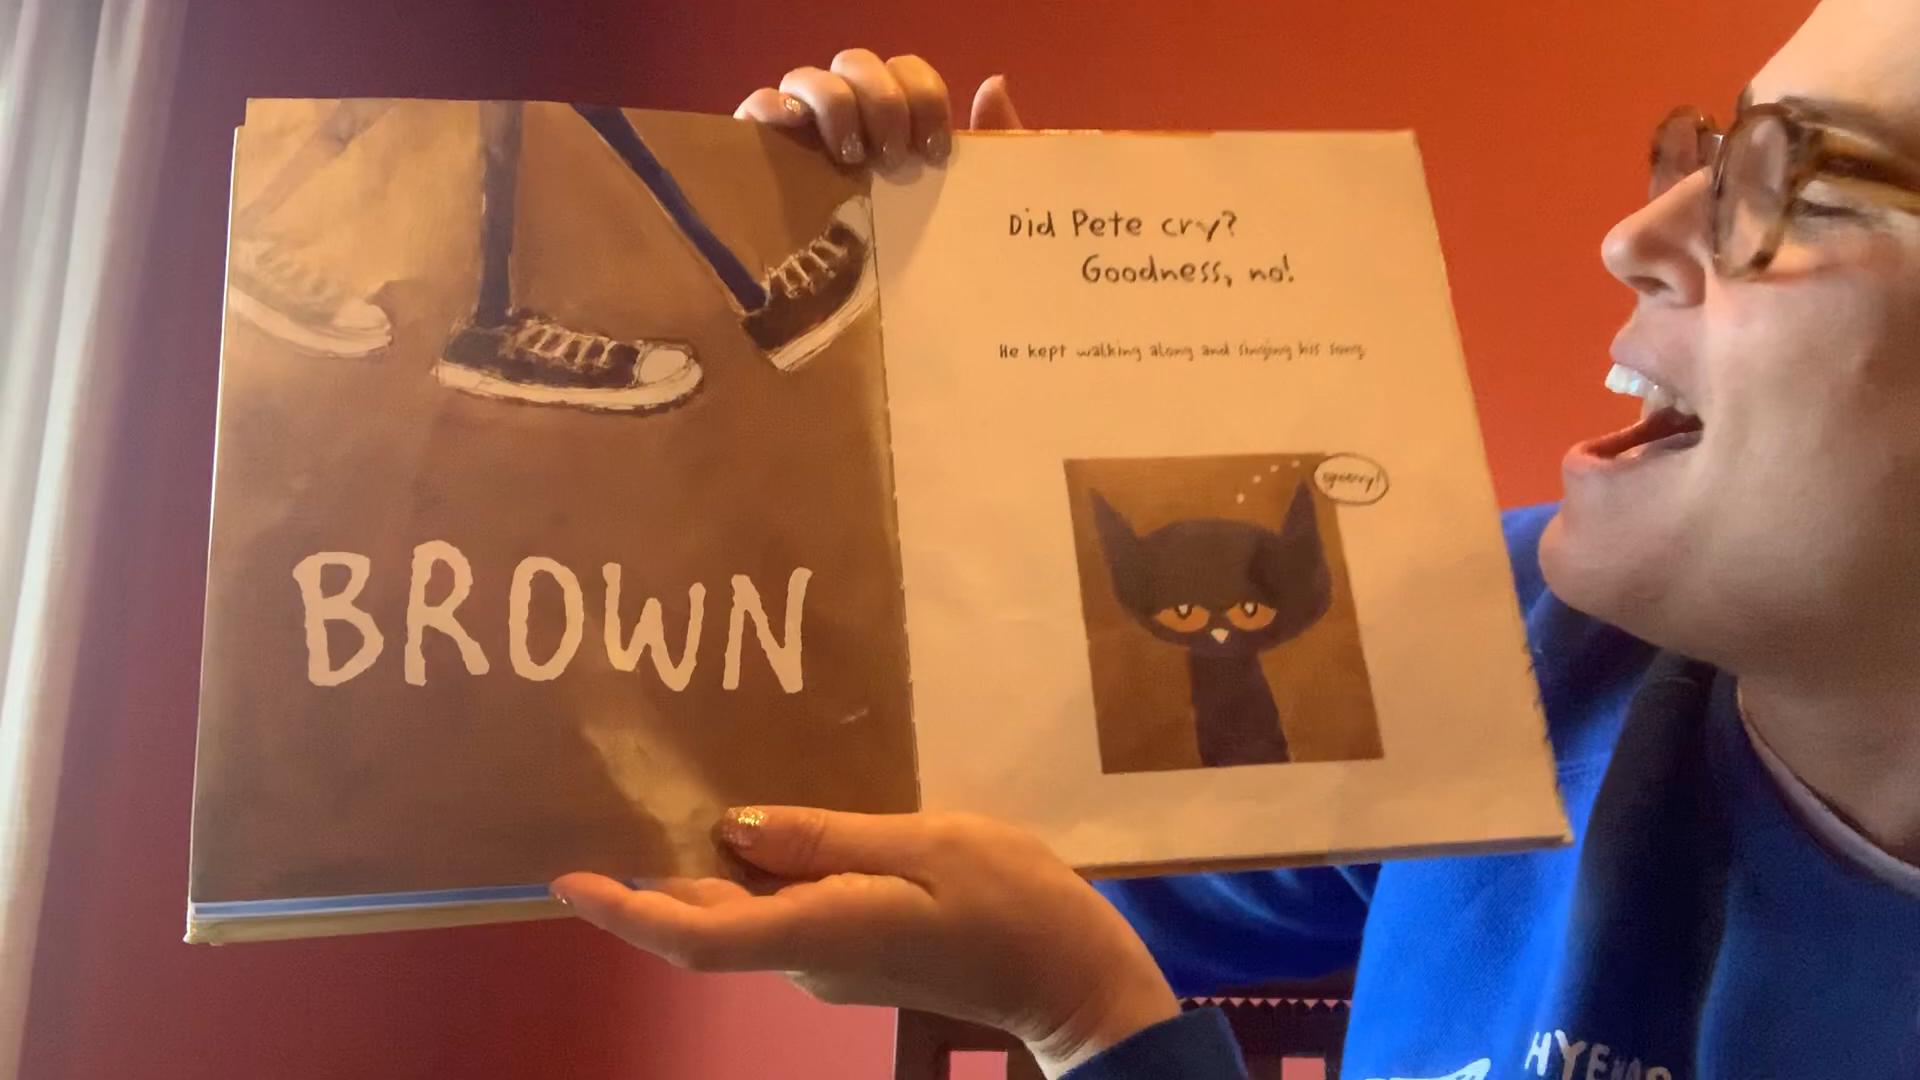 BROWN
Did Pete cry?
Goodness, no!
He kept walking along and singing his song.
groovy!